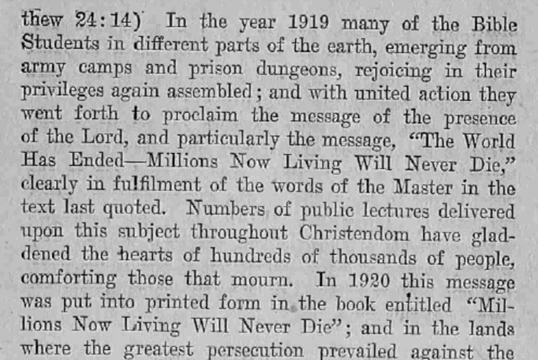 thew 24:14) In the year 1919 many of the Bible
Students in different parts of the earth, emerging from
army camps and prison dungeons, rejoicing in their
privileges again assembled; and with united action they
went forth to proclaim the message of the presence
of the Lord, and particularly the message, “The World
Has Ended—Millions Now Living Will Never Die,”
clearly in fulfilment of the words of the Master in the
text last quoted. Numbers of public lectures delivered
upon this subject throughout Christendom have glad-
dened the hearts of hundreds of thousands of people,
comforting those that mourn. In 1920 this message
was put into printed form in the book entitled “Mil-
lions Now Living Will Never Die”; and in the lands
where the greatest persecution prevailed against the